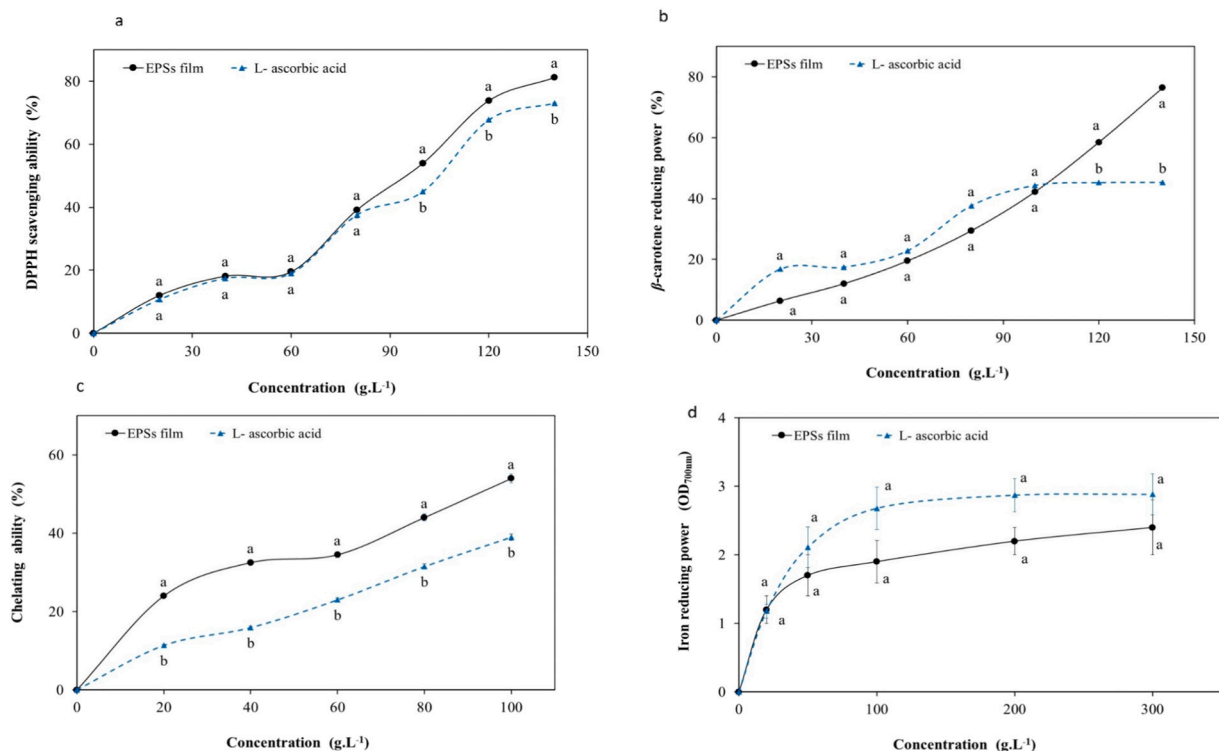 a
EPSs film
L- ascorbic acid
DPPH scavenging ability (%)
80
60
40
20
0
a a a a a a a
a a a a b b b
0 30 60 90 120 150
Concentration (g.L-1)
b
EPSs film
L- ascorbic acid
β-carotene reducing power (%)
80
60
40
20
0
a a a a a a a
a a a a a b b
0 30 60 90 120 150
Concentration (g.L-1)
c
EPSs film
L- ascorbic acid
Chelating ability (%)
60
40
20
0
a a a a a
b b b b b
0 20 40 60 80 100
Concentration (g.L-1)
d
EPSs film
L- ascorbic acid
Iron reducing power (OD700nm)
4
3
2
1
0
a a a a a
a a a a a
0 100 200 300
Concentration (g.L-1)